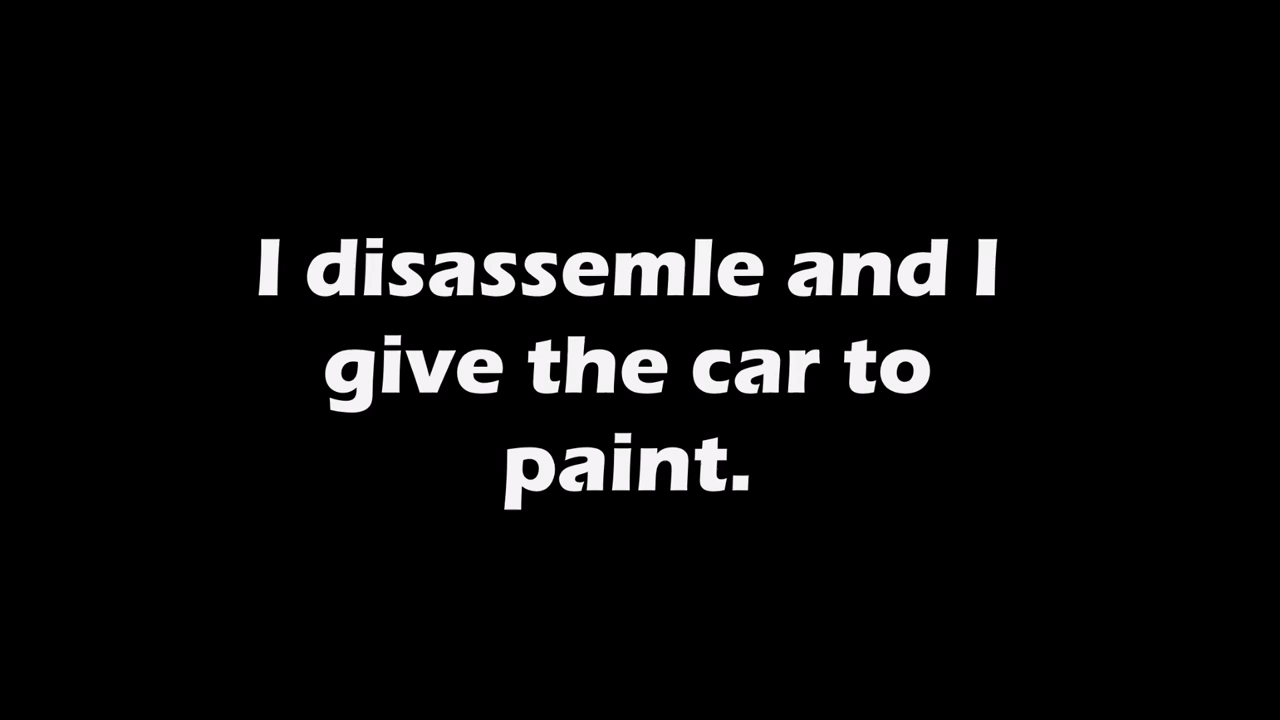 I disassemle and I
give the car to
paint.